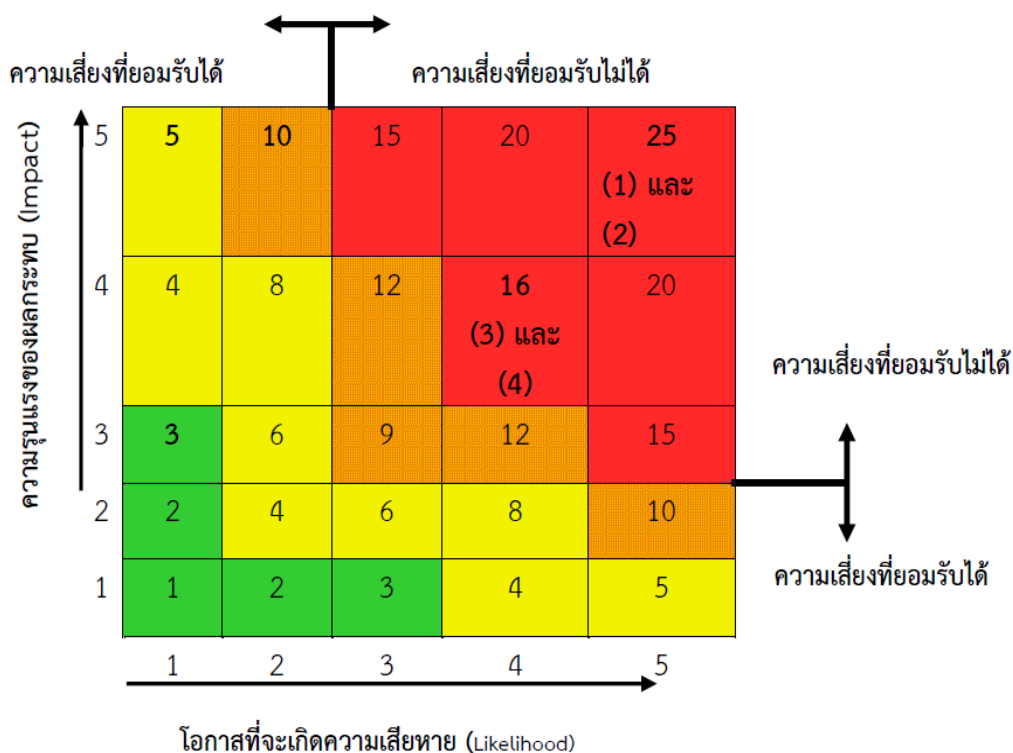 ความเสี่ยงที่ยอมรับได้ ความเสี่ยงที่ยอมรับไม่ได้
ความรุนแรงของผลกระทบ (Impact)
5 5 10 15 20 25
(1) และ
(2)
4 4 8 12 16 20
(3) และ
(4)
ความเสี่ยงที่ยอมรับไม่ได้
3 3 6 9 12 15
2 2 4 6 8 10
ความเสี่ยงที่ยอมรับได้
1 1 2 3 4 5
1 2 3 4 5
โอกาสที่จะเกิดความเสียหาย (Likelihood)